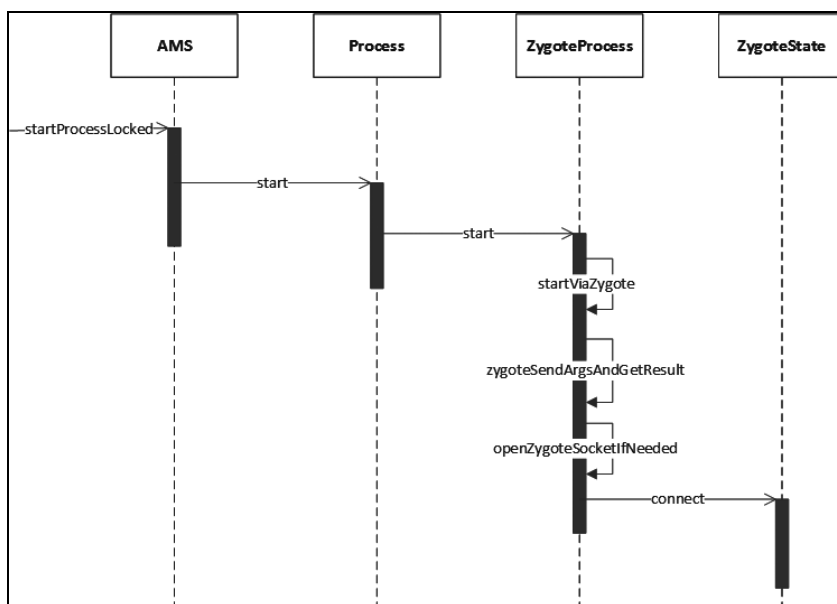 AMS
Process
ZygoteProcess
ZygoteState
startProcessLocked
start
start
startViaZygote
zygoteSendArgsAndGetResult
openZygoteSocketIfNeeded
connect